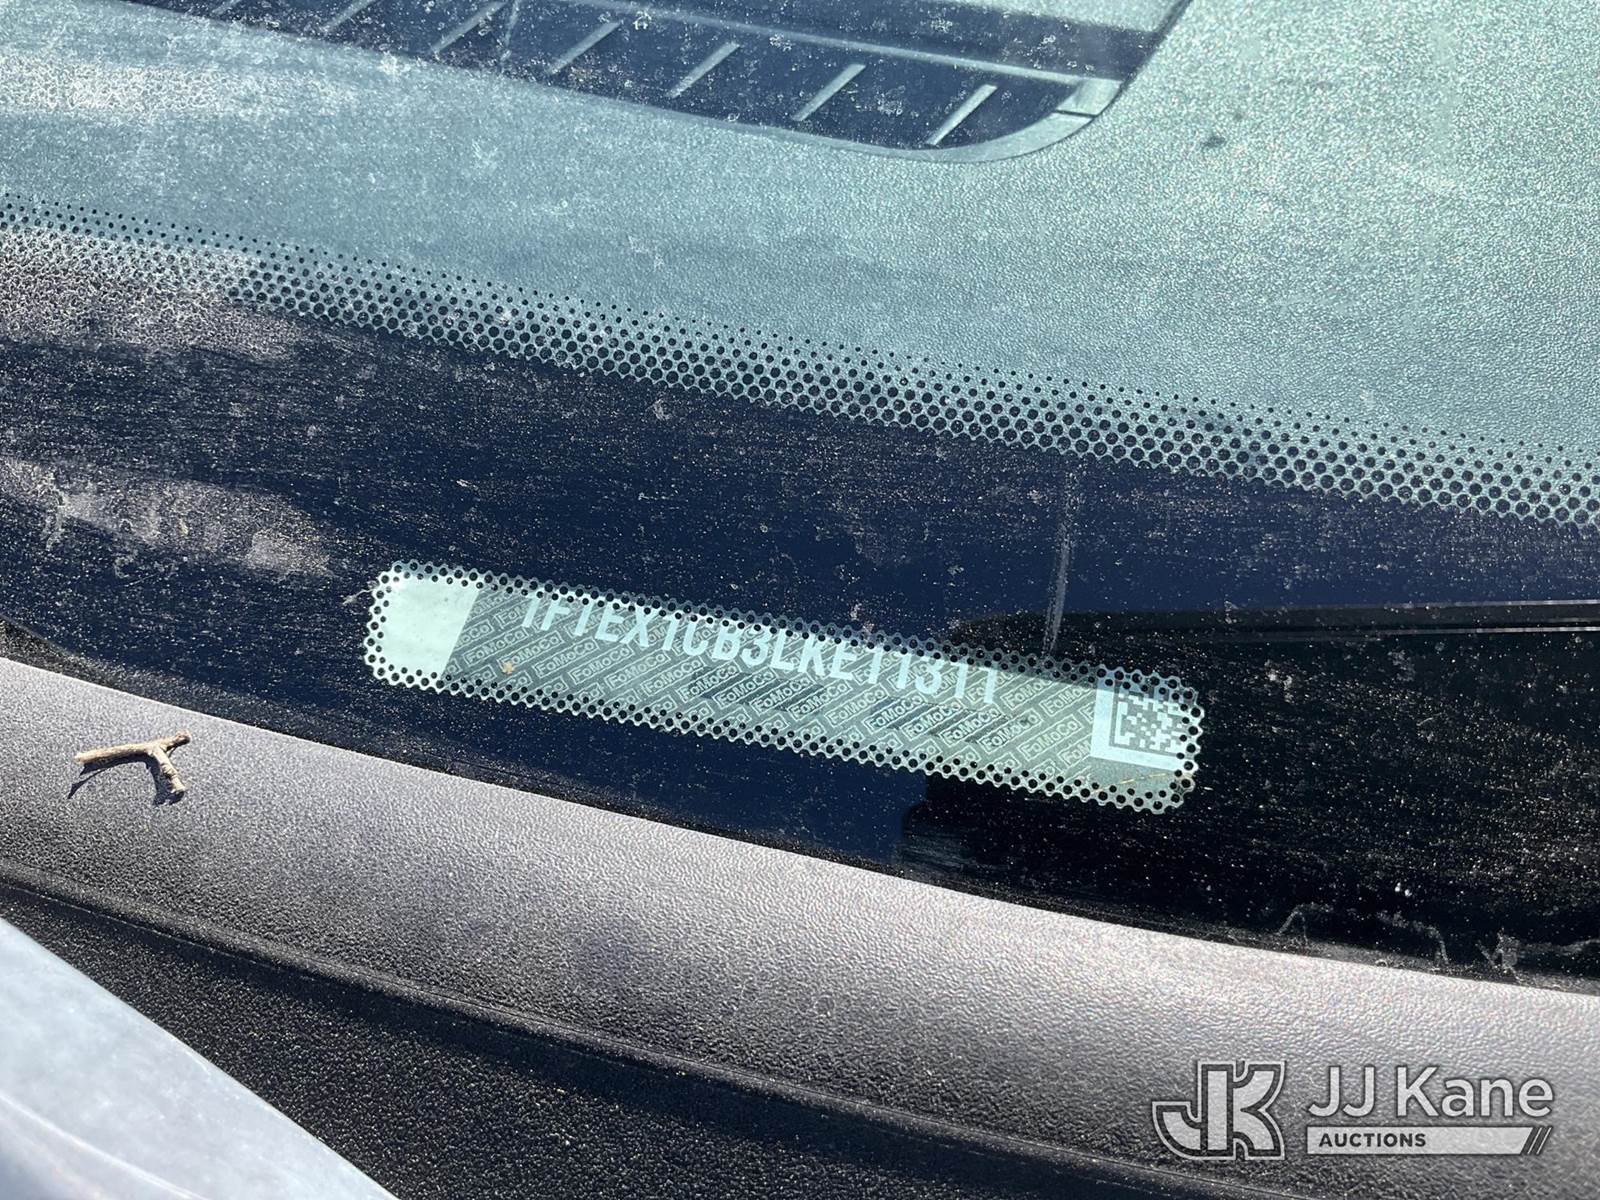 1FTEX1CB3LKE11311
FoMoCo
JJ Kane
AUCTIONS